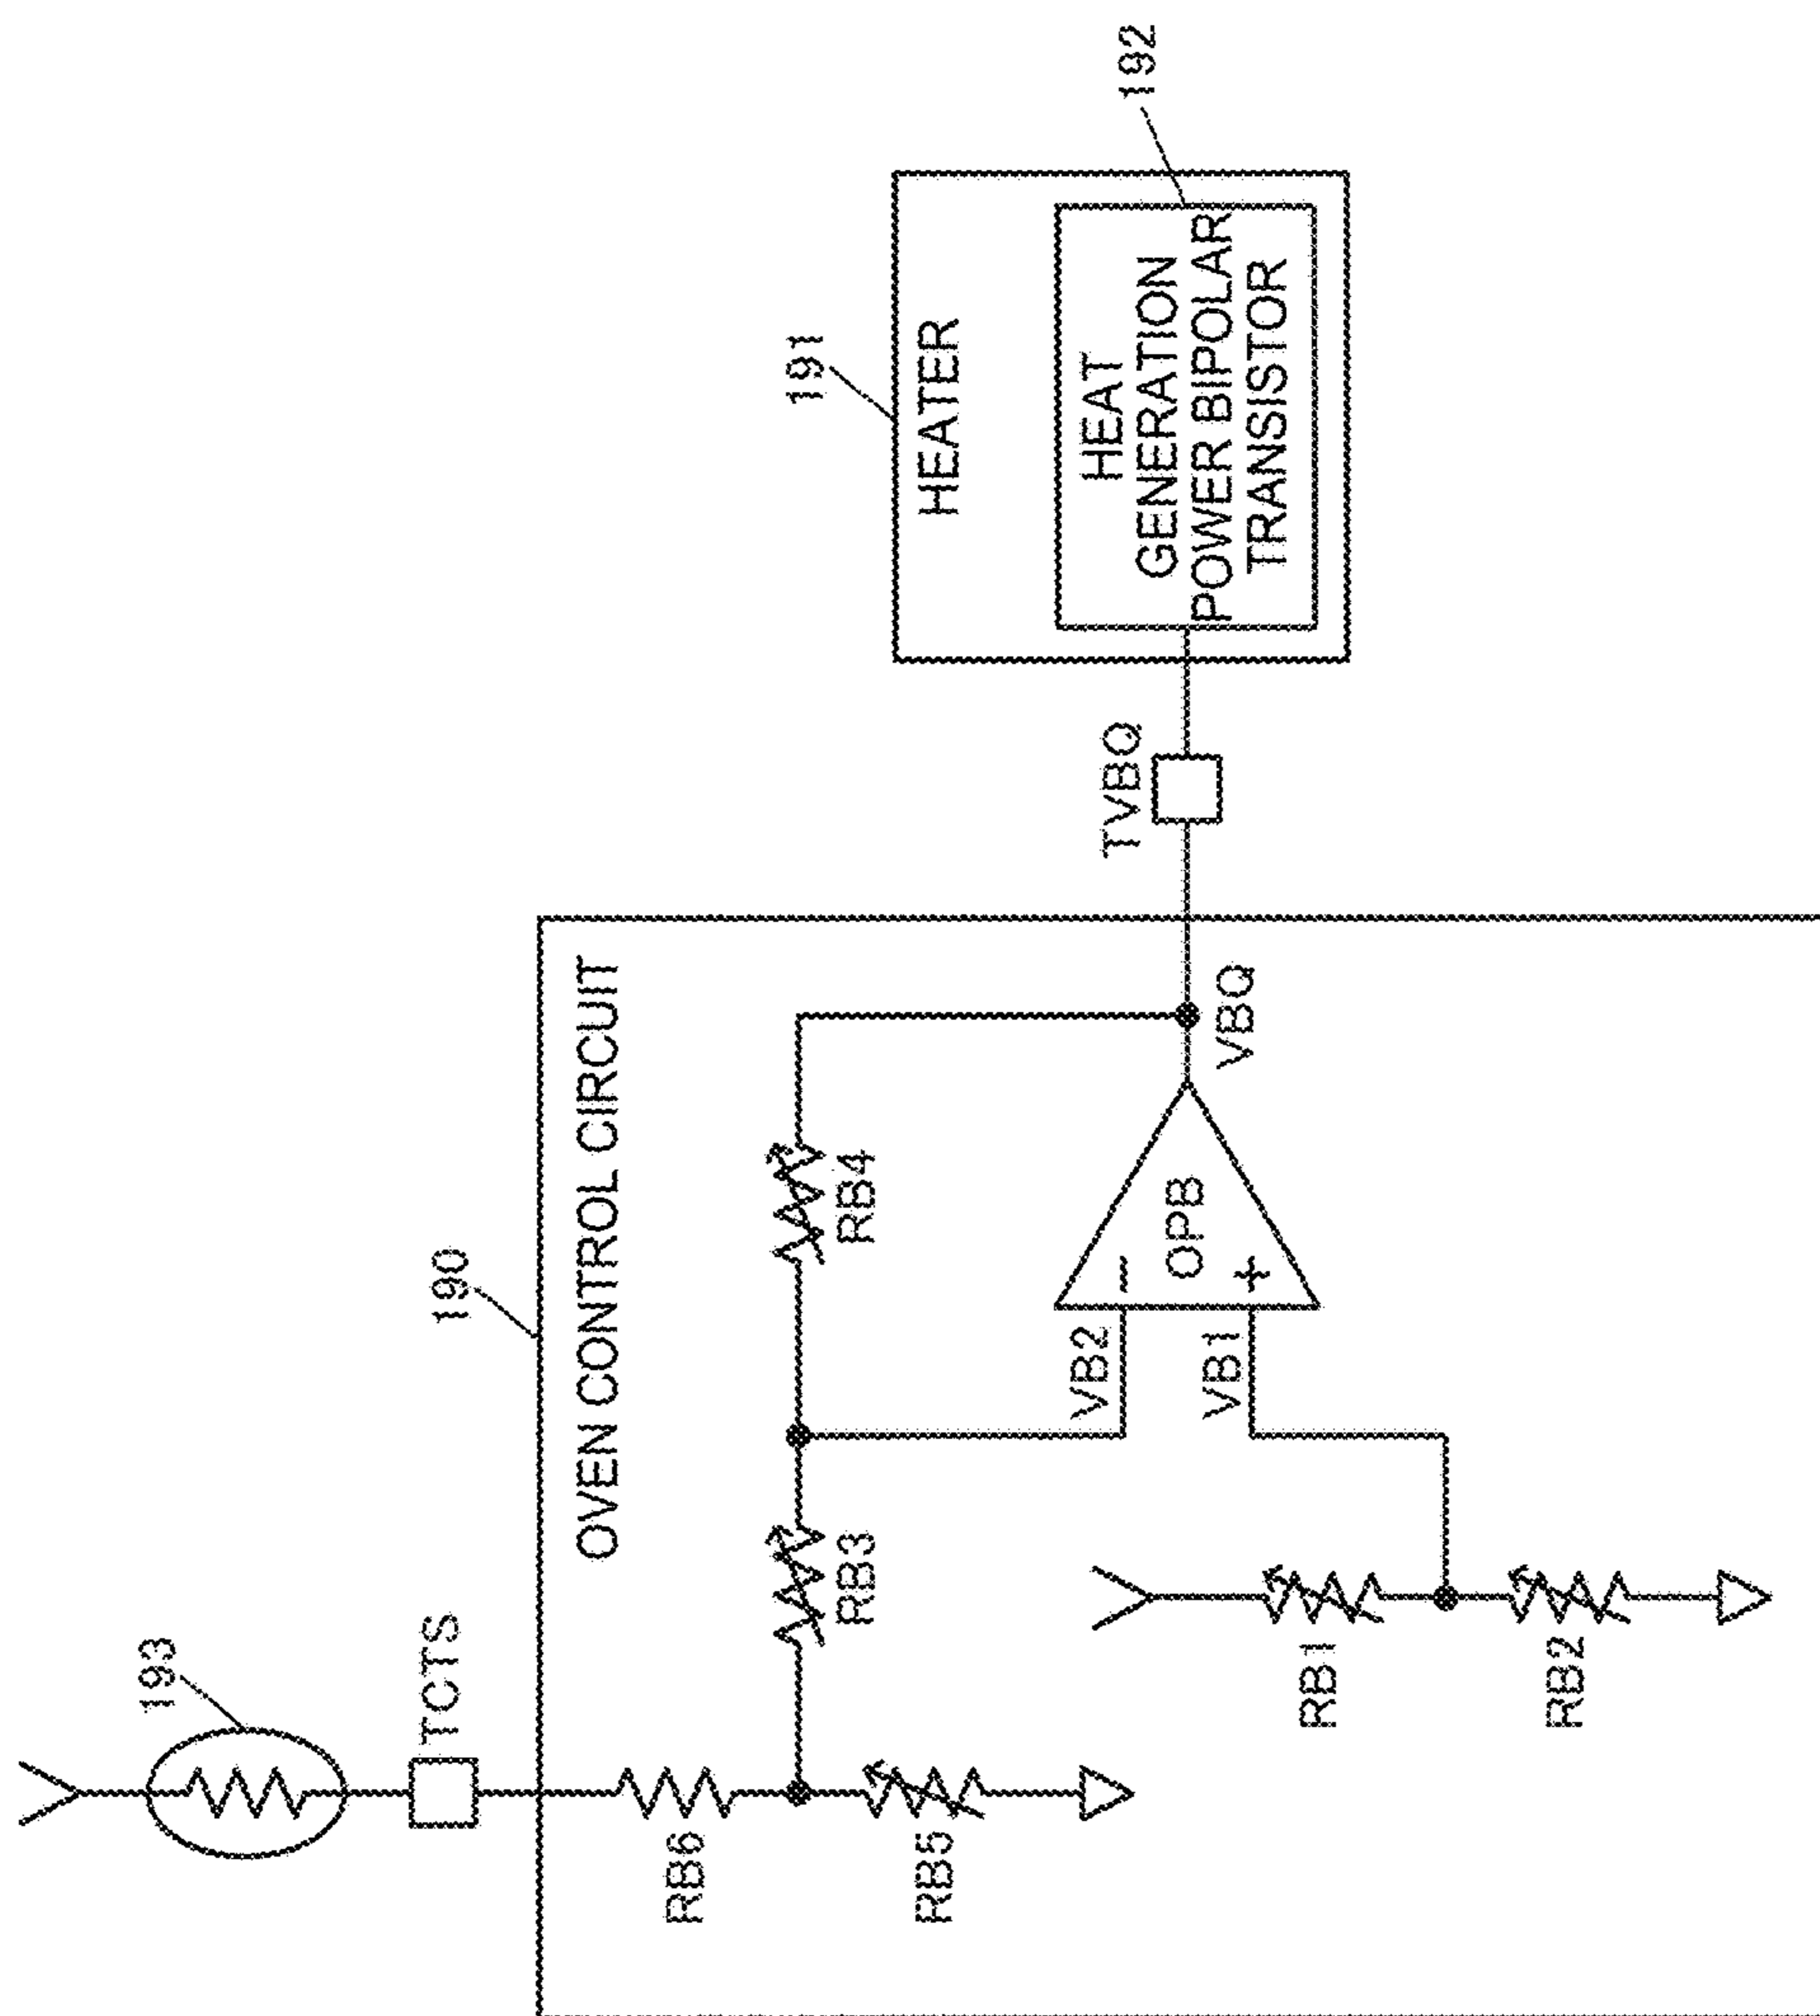 193
TCTS
190
OVEN CONTROL CIRCUIT
RB6
RB5
RB3
RB4
RB1
RB2
VB2
VB1
OPB
−
+
VBQ
TVBQ
191
HEATER
192
HEAT
GENERATION
POWER BIPOLAR
TRANSISTOR